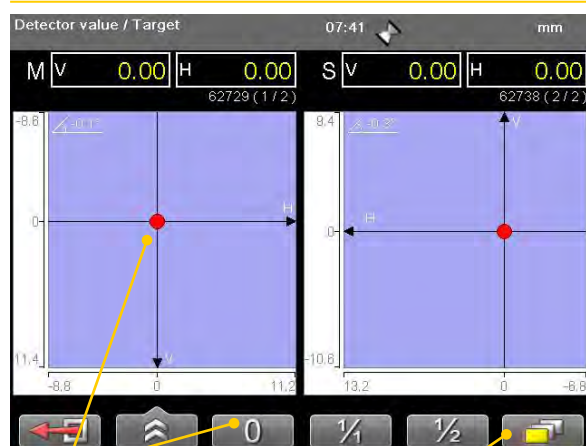 Detector value / Target 07:41 mm
M V 0.00 H 0.00 S V 0.00 H 0.00
62729 (1/2) 62738 (2/2)
-8.6 9.4 V
H H
0 0
11.4 V -10.6
-8.8 0 11.2 13.2 0 -6.8
0 1/1 1/2